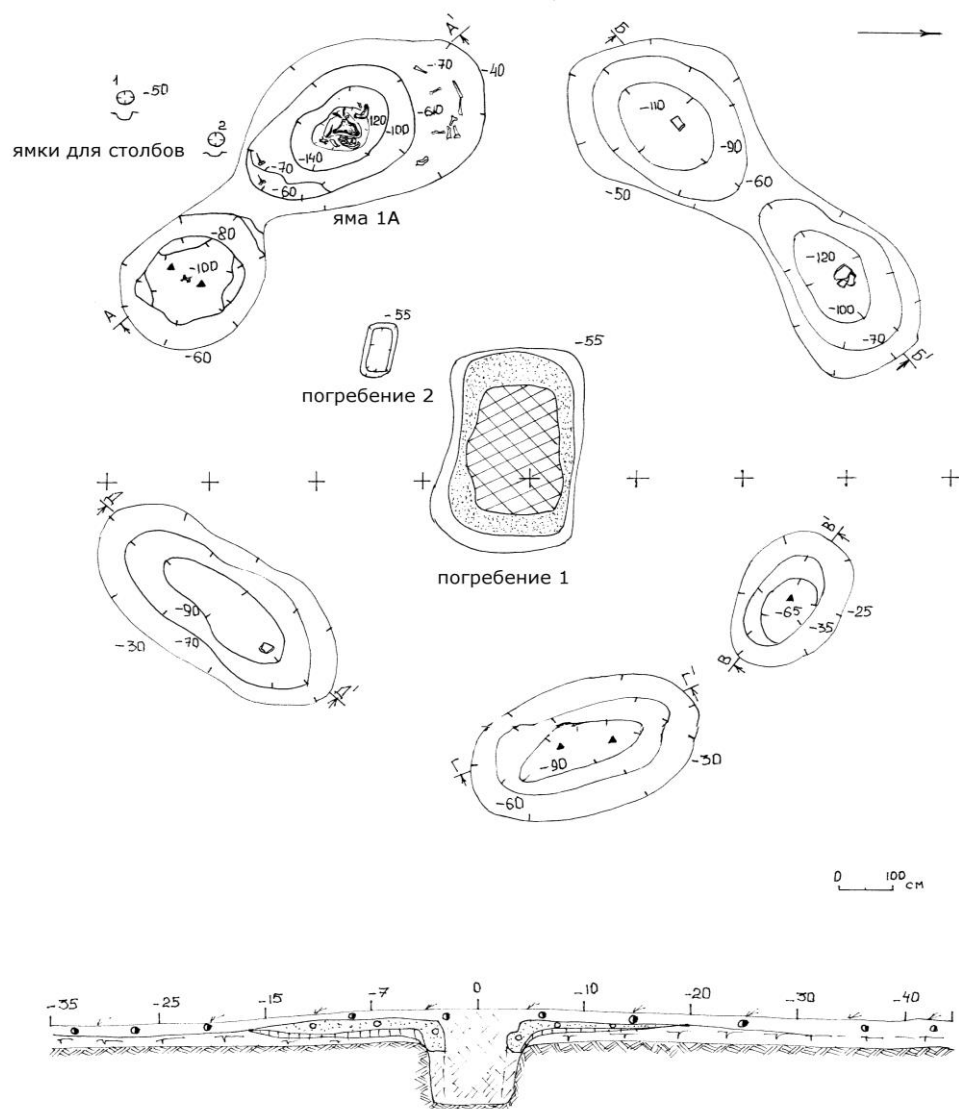 А' Б
1 -50 -70 -40
2 -60 -120 -100 -110
ямки для столбов -140 -90
-70 -60 -60
-50
яма 1А
-80
-100 -120
А -100
-60 -55 -70 Б'
-55
погребение 2
Д В'
погребение 1
-90 -65 -25
-30 -70 -35
В
Д' Г'
-90 -30
Г -60
0 100 см
-35 -25 -15 -7 0 -10 -20 -30 -40